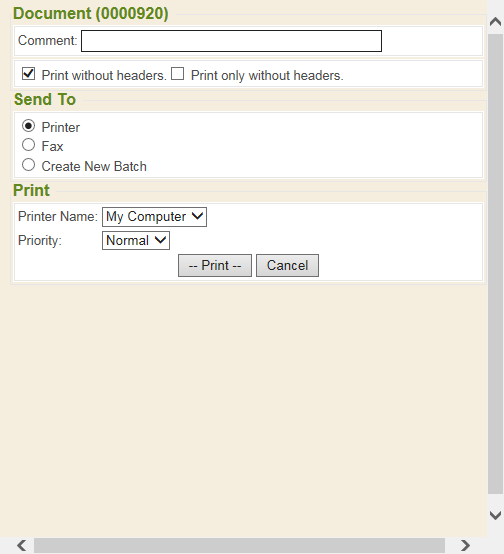 Document (0000920)
Comment:
Print without headers. Print only without headers.
Send To
Printer
Fax
Create New Batch
Print
Printer Name: My Computer
Priority: Normal
-- Print -- Cancel